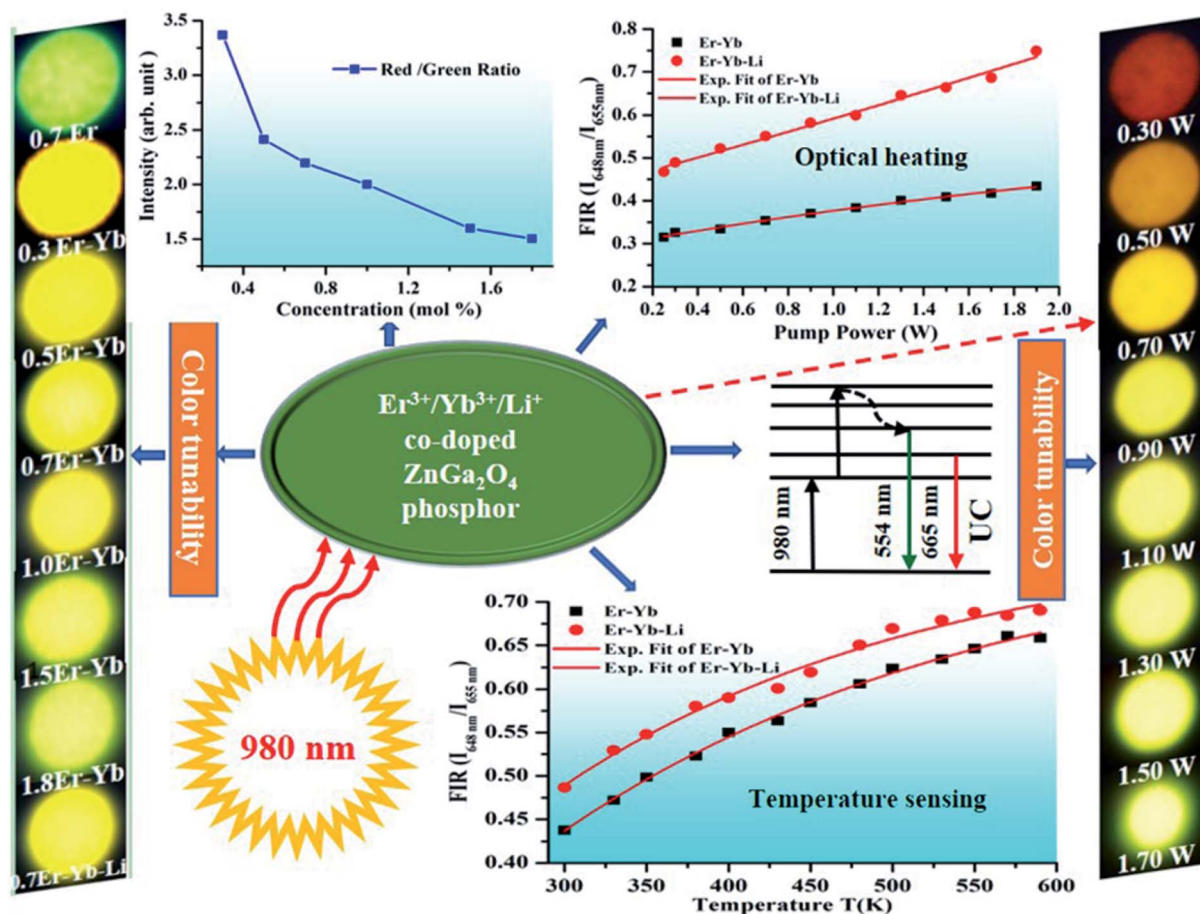 0.7 Er
0.3 Er-Yb
0.5Er-Yb
0.7Er-Yb
1.0Er-Yb
1.5Er-Yb
1.8Er-Yb
0.7Er-Yb-Li
Color tunability
3.5
3.0
2.5
2.0
1.5
Intensity (arb. unit )
Red /Green Ratio
0.4 0.8 1.2 1.6
Concentration (mol %)
0.8
0.7
0.6
0.5
0.4
0.3
0.2
FIR (I648nm/I655nm)
Er-Yb
Er-Yb-Li
Exp. Fit of Er-Yb
Exp. Fit of Er-Yb-Li
Optical heating
0.2 0.4 0.6 0.8 1.0 1.2 1.4 1.6 1.8 2.0
Pump Power (W)
Er³⁺/Yb³⁺/Li⁺
co-doped
ZnGa₂O₄
phosphor
980 nm
980 nm
554 nm
665 nm
UC
0.70
0.65
0.60
0.55
0.50
0.45
0.40
FIR (I648 nm/I655 nm)
Er-Yb
Er-Yb-Li
Exp. Fit of Er-Yb
Exp. Fit of Er-Yb-Li
Temperature sensing
300 350 400 450 500 550 600
Temperature T(K)
Color tunability
0.30 W
0.50 W
0.70 W
0.90 W
1.10 W
1.30 W
1.50 W
1.70 W